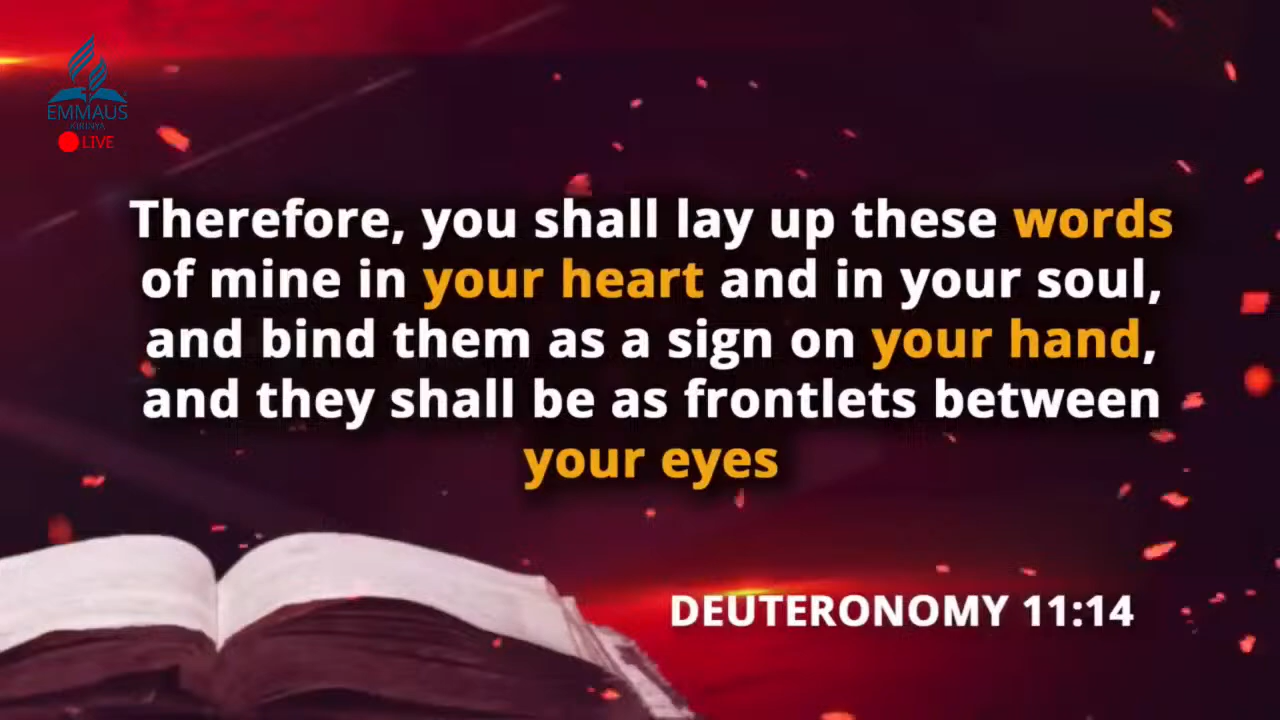 EMMAUS
KIRINYA
LIVE
Therefore, you shall lay up these words
of mine in your heart and in your soul,
and bind them as a sign on your hand,
and they shall be as frontlets between
your eyes
DEUTERONOMY 11:14